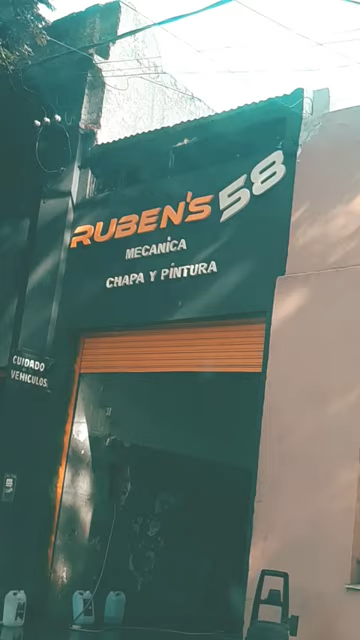 RUBEN'S 58
MECANICA
CHAPA Y PINTURA
CUIDADO
VEHICULOS